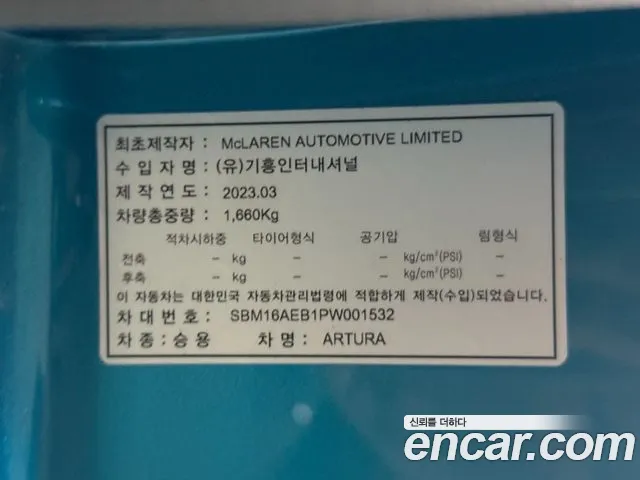 최초제작자 : McLAREN AUTOMOTIVE LIMITED
수 입 자 명 : (유)기흥인터내셔널
제 작 연 도 : 2023.03
차량총중량 : 1,660Kg
적차시하중 타이어형식 공기압 림형식
전축 – kg – – kg/cm²(PSI) –
후축 – kg – – kg/cm²(PSI) –
이 자동차는 대한민국 자동차관리법령에 적합하게 제작(수입)되었습니다.
차 대 번 호 : SBM16AEB1PW001532
차 종 : 승 용 차 명 : ARTURA
신뢰를 더하다
encar.com